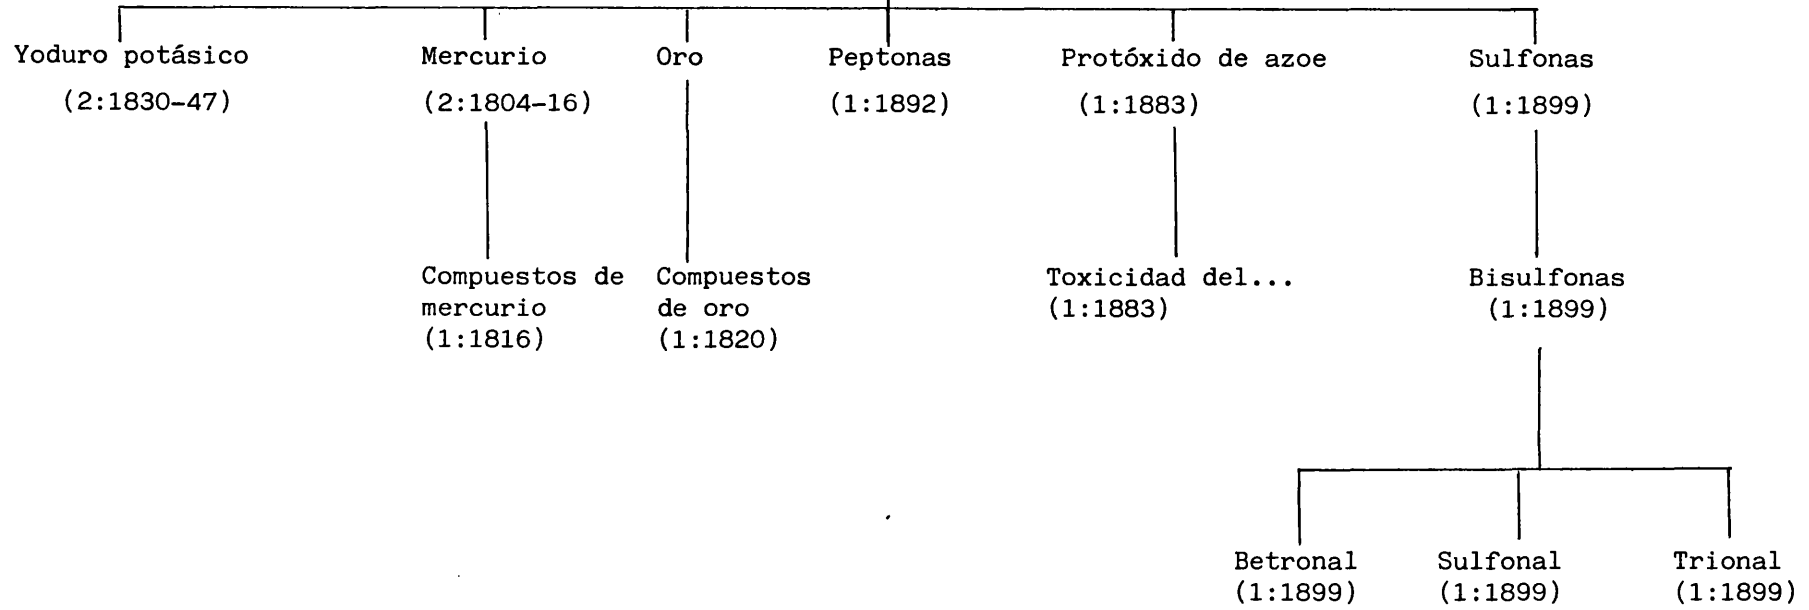 Yoduro potásico
Mercurio
Oro
Peptonas
Protóxido de azoe
Sulfonas
(2:1830-47)
(2:1804-16)
(1:1892)
(1:1883)
(1:1899)
Compuestos de
mercurio
(1:1816)
Compuestos
de oro
(1:1820)
Toxicidad del...
(1:1883)
Bisulfonas
(1:1899)
Betronal
(1:1899)
Sulfonal
(1:1899)
Trional
(1:1899)